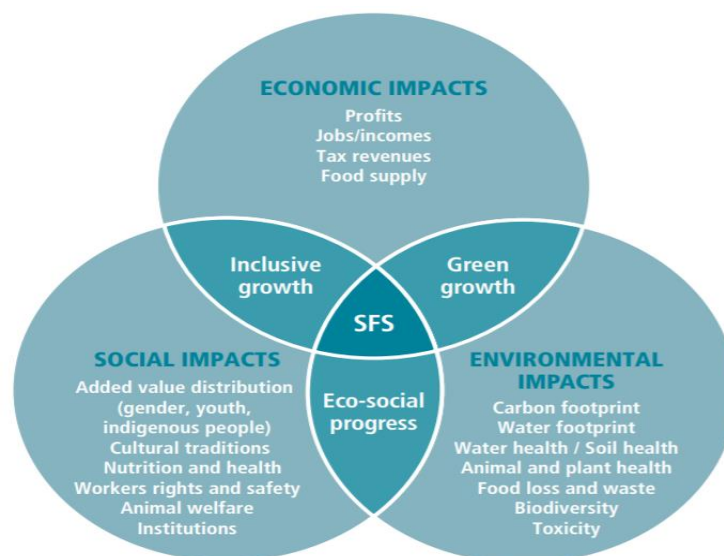 ECONOMIC IMPACTS
Profits
Jobs/incomes
Tax revenues
Food supply
Inclusive
growth
Green
growth
SFS
SOCIAL IMPACTS
Added value distribution
(gender, youth,
indigenous people)
Cultural traditions
Nutrition and health
Workers rights and safety
Animal welfare
Institutions
Eco-social
progress
ENVIRONMENTAL
IMPACTS
Carbon footprint
Water footprint
Water health / Soil health
Animal and plant health
Food loss and waste
Biodiversity
Toxicity